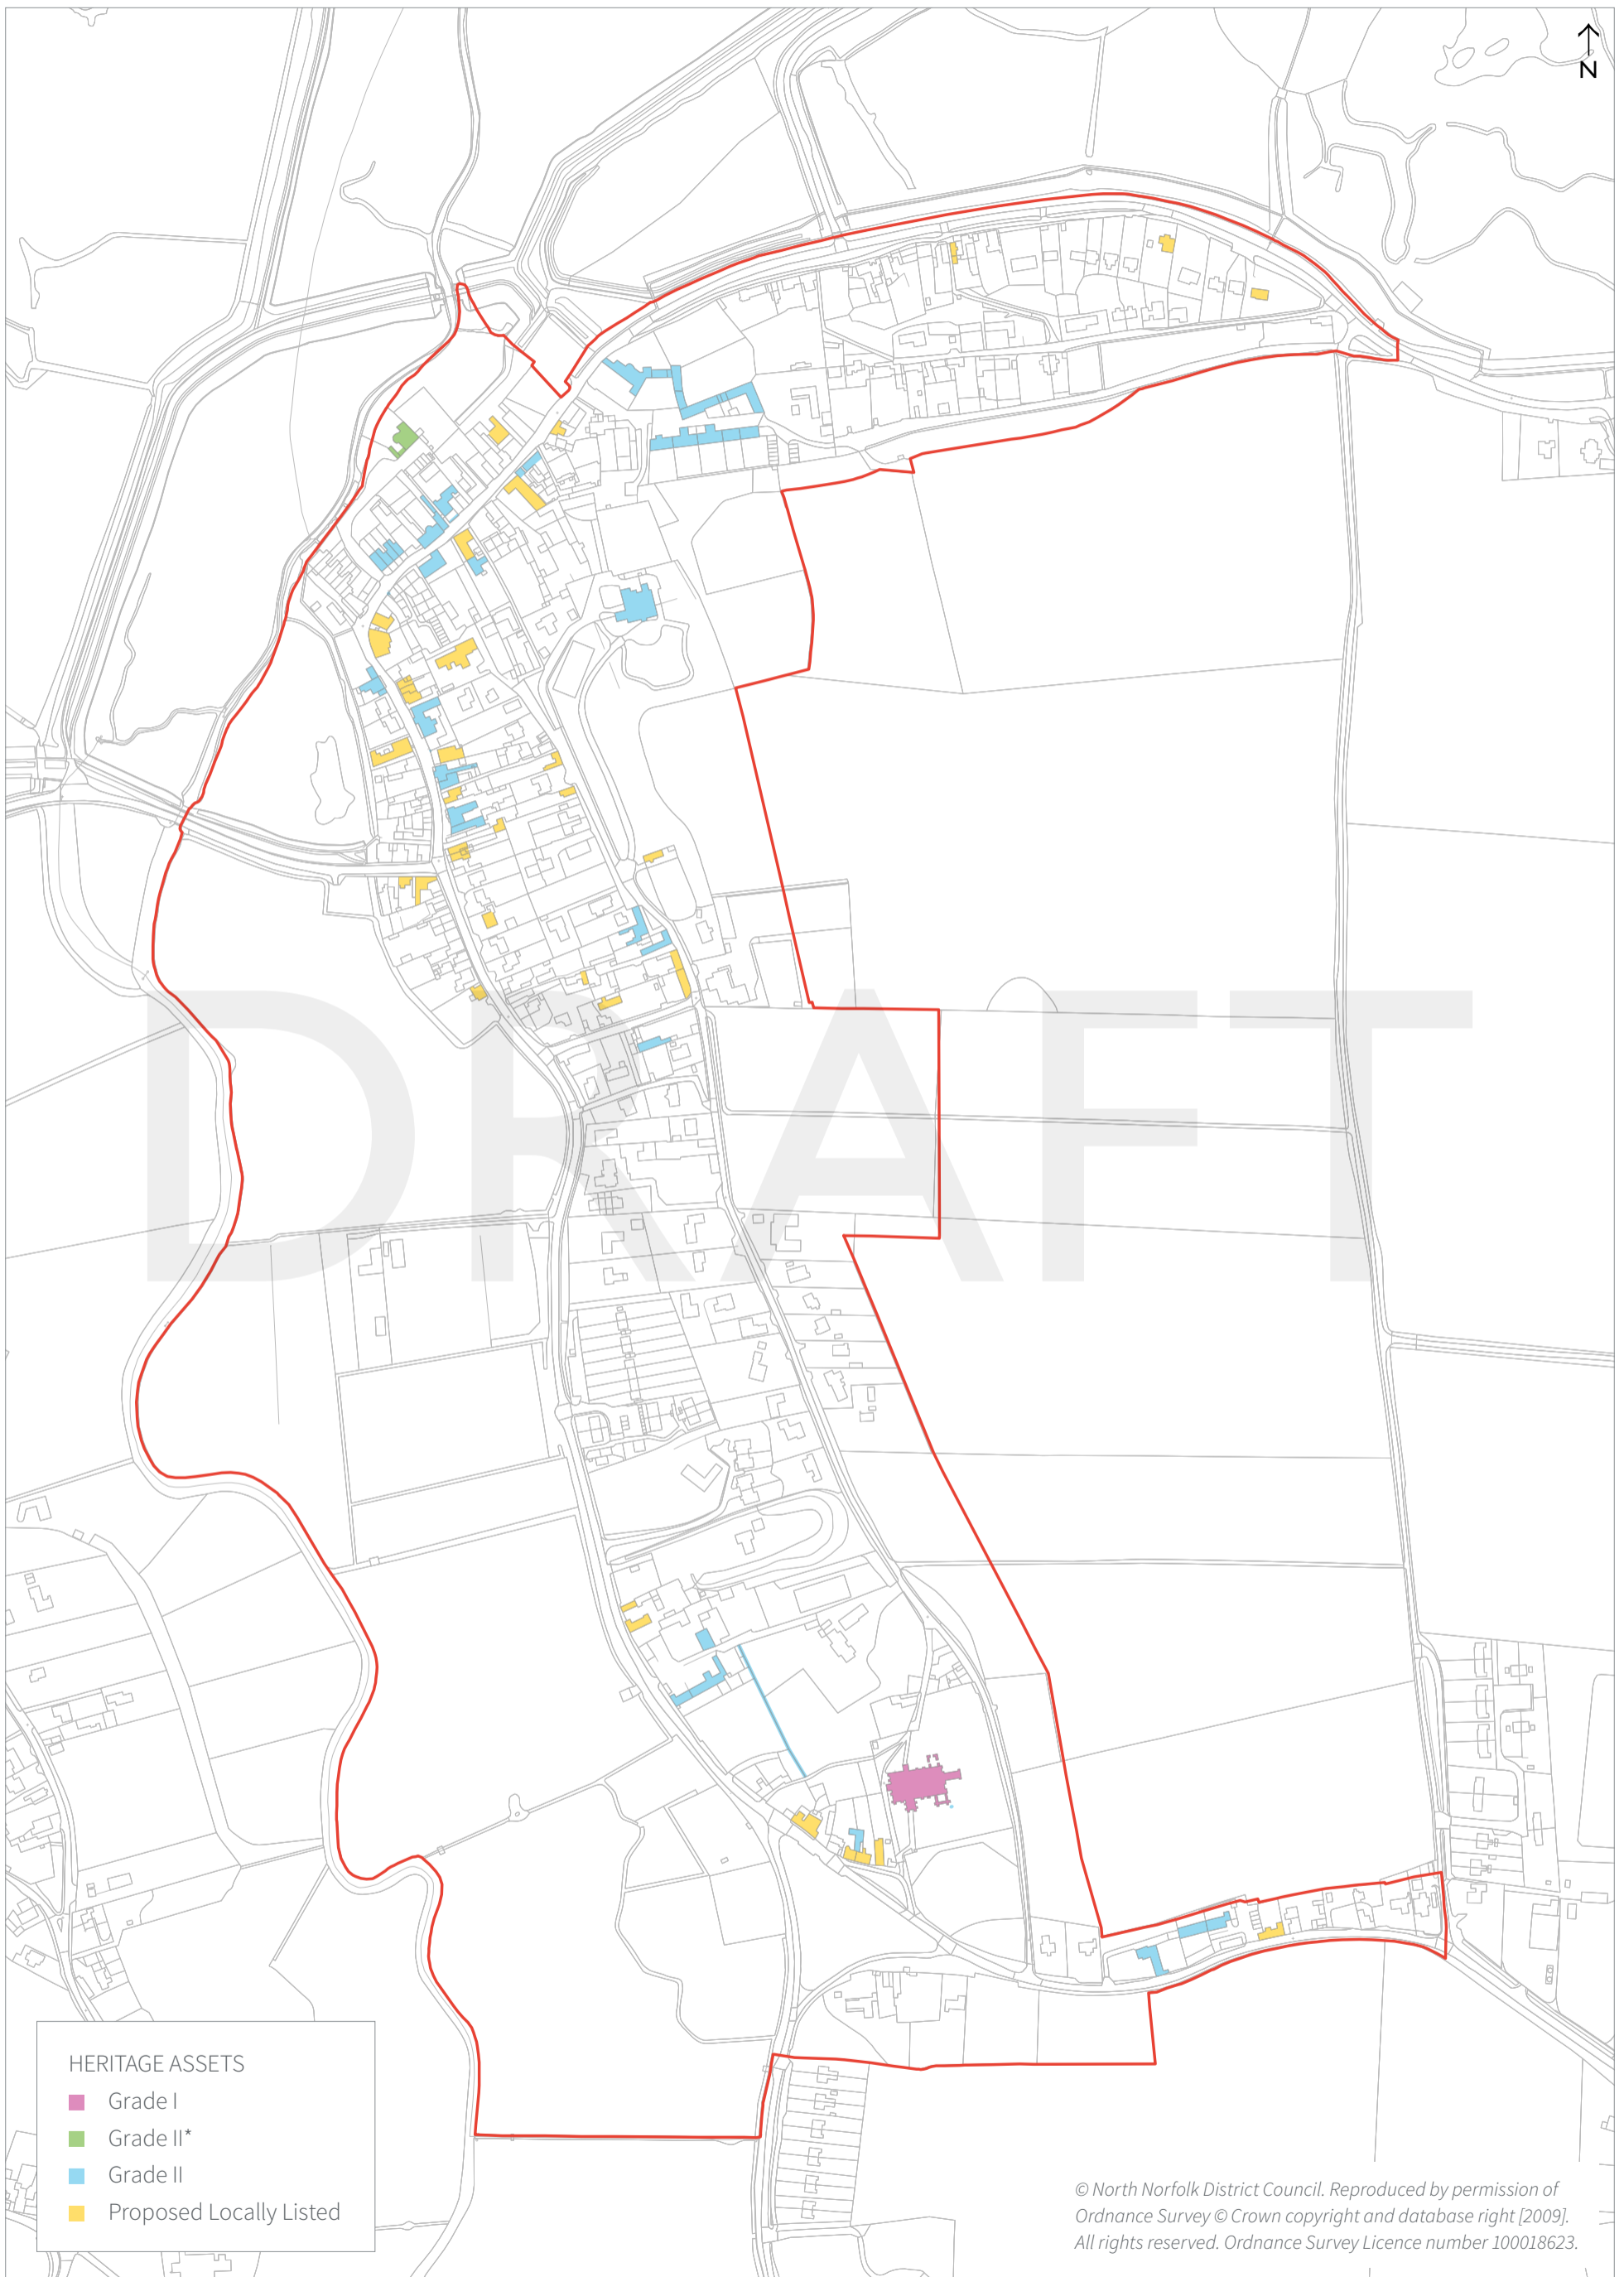 N
DRAFT
HERITAGE ASSETS
Grade I
Grade II*
Grade II
Proposed Locally Listed
© North Norfolk District Council. Reproduced by permission of
Ordnance Survey © Crown copyright and database right [2009].
All rights reserved. Ordnance Survey Licence number 100018623.